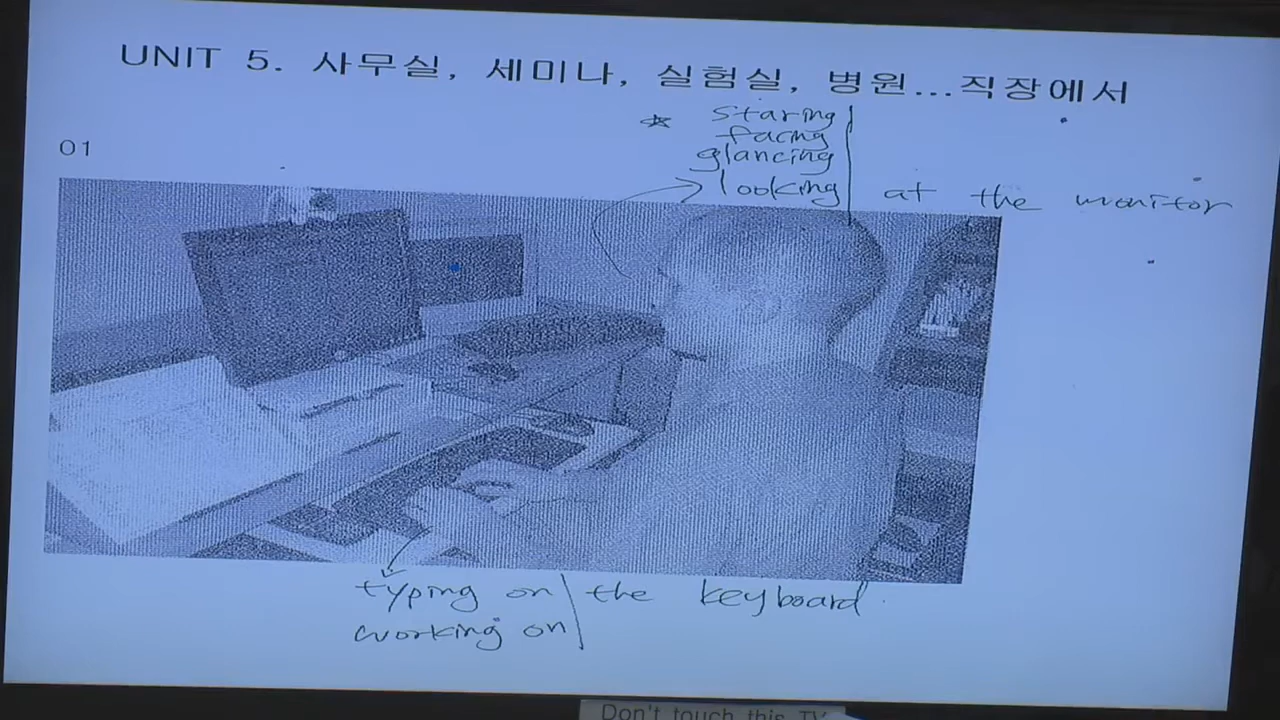 UNIT 5. 사무실, 세미나, 실험실, 병원...직장에서
01
staring
facing
glancing
looking at the monitor
typing on the keyboard
working on
Don't touch this TV